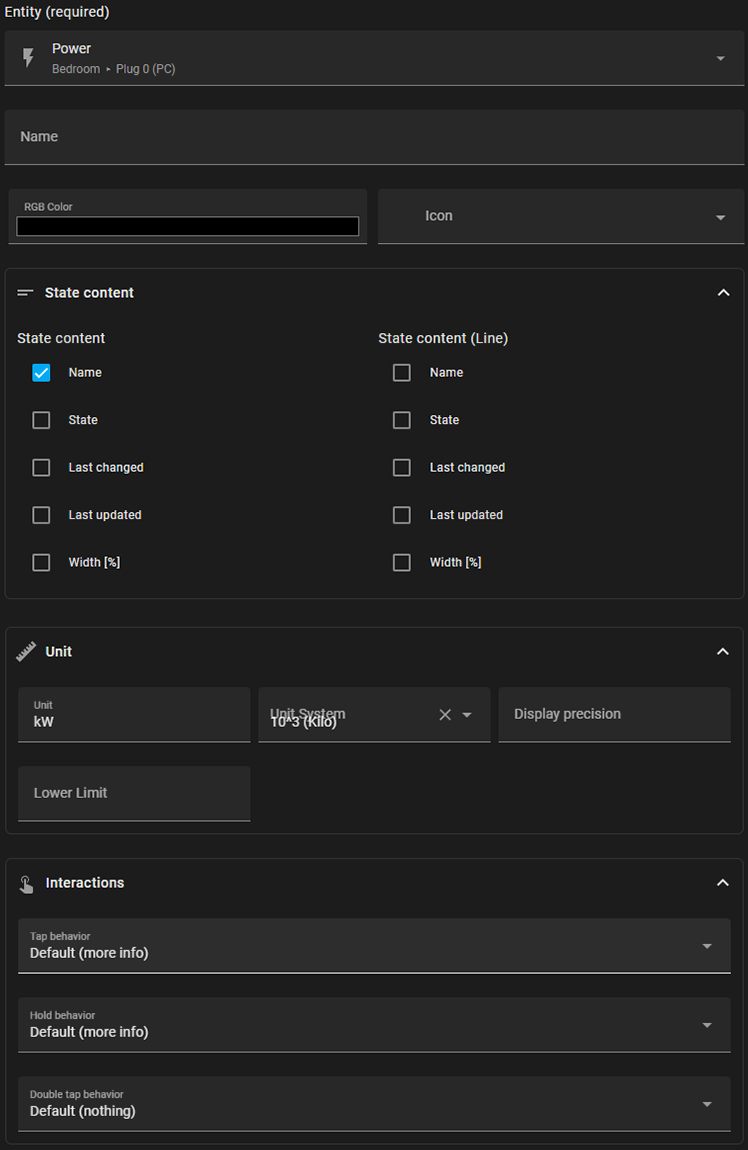 Entity (required)
Power
Bedroom ▸ Plug 0 (PC)
Name
RGB Color
Icon
State content
State content
State content (Line)
Name
Name
State
State
Last changed
Last changed
Last updated
Last updated
Width [%]
Width [%]
Unit
Unit
kW
Unit System
10^3 (Kilo)
Display precision
Lower Limit
Interactions
Tap behavior
Default (more info)
Hold behavior
Default (more info)
Double tap behavior
Default (nothing)